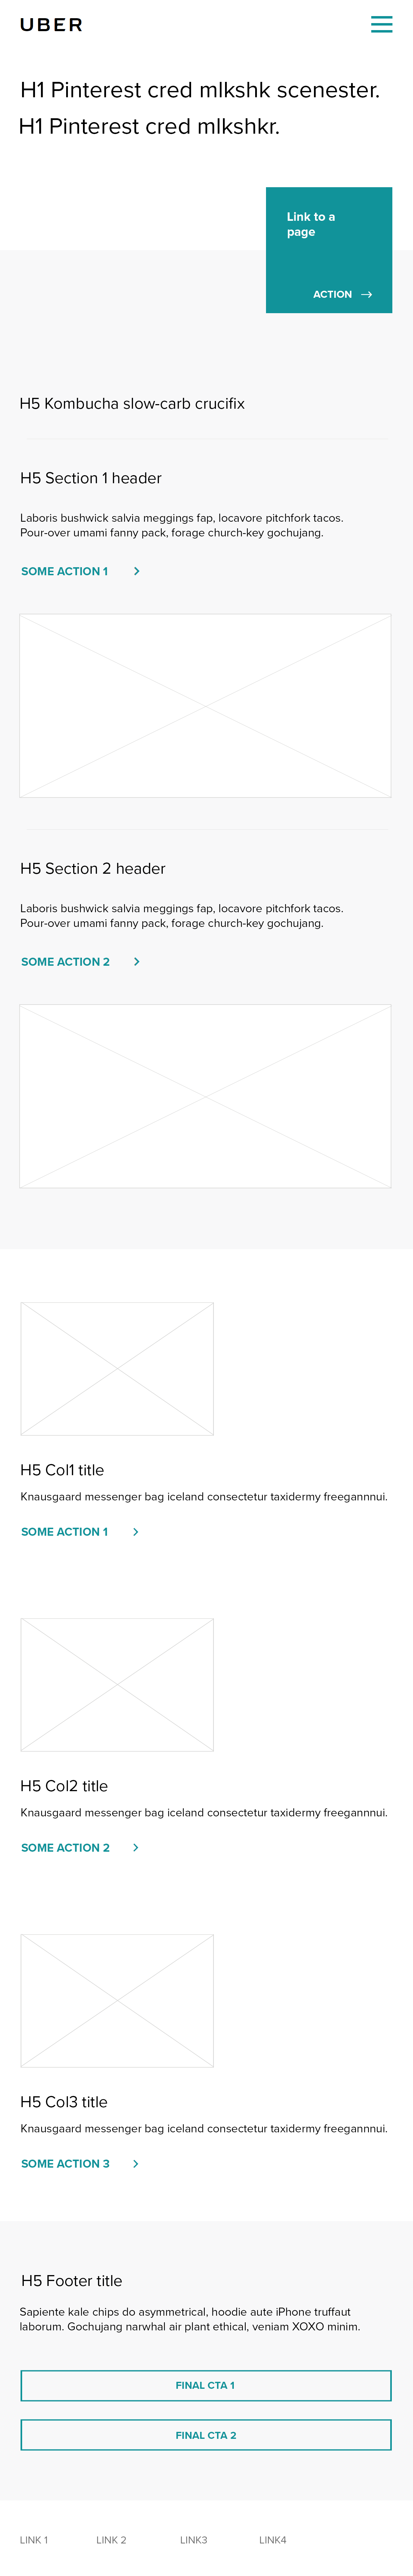 UBER
H1 Pinterest cred mlkshk scenester.
H1 Pinterest cred mlkshkr.
Link to a
page
ACTION
H5 Kombucha slow-carb crucifix
H5 Section 1 header
Laboris bushwick salvia meggings fap, locavore pitchfork tacos.
Pour-over umami fanny pack, forage church-key gochujang.
SOME ACTION 1
H5 Section 2 header
Laboris bushwick salvia meggings fap, locavore pitchfork tacos.
Pour-over umami fanny pack, forage church-key gochujang.
SOME ACTION 2
H5 Col1 title
Knausgaard messenger bag iceland consectetur taxidermy freegannnui.
SOME ACTION 1
H5 Col2 title
Knausgaard messenger bag iceland consectetur taxidermy freegannnui.
SOME ACTION 2
H5 Col3 title
Knausgaard messenger bag iceland consectetur taxidermy freegannnui.
SOME ACTION 3
H5 Footer title
Sapiente kale chips do asymmetrical, hoodie aute iPhone truffaut
laborum. Gochujang narwhal air plant ethical, veniam XOXO minim.
FINAL CTA 1
FINAL CTA 2
LINK 1 LINK 2 LINK3 LINK4